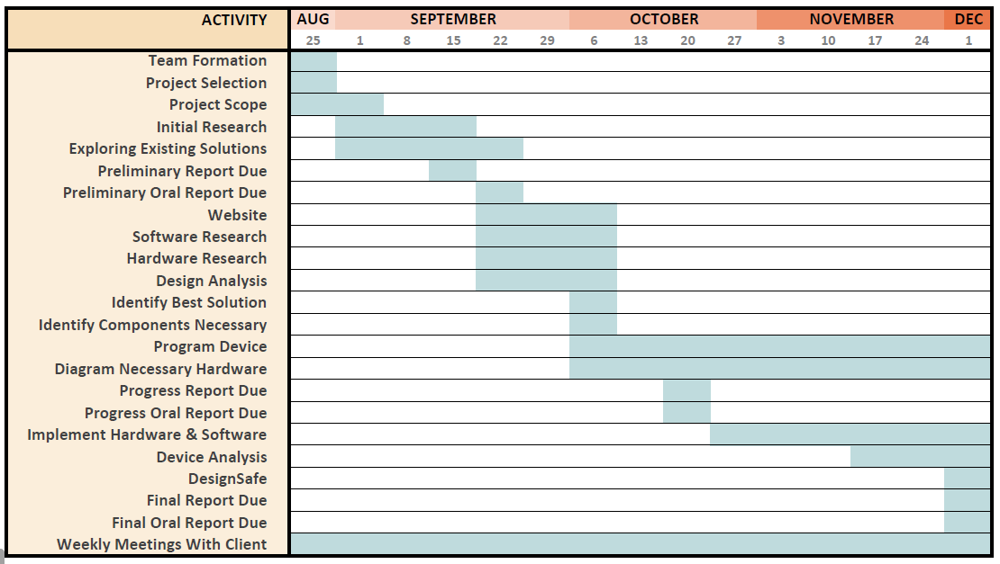 ACTIVITY AUG SEPTEMBER OCTOBER NOVEMBER DEC
25 1 8 15 22 29 6 13 20 27 3 10 17 24 1
Team Formation
Project Selection
Project Scope
Initial Research
Exploring Existing Solutions
Preliminary Report Due
Preliminary Oral Report Due
Website
Software Research
Hardware Research
Design Analysis
Identify Best Solution
Identify Components Necessary
Program Device
Diagram Necessary Hardware
Progress Report Due
Progress Oral Report Due
Implement Hardware & Software
Device Analysis
DesignSafe
Final Report Due
Final Oral Report Due
Weekly Meetings With Client